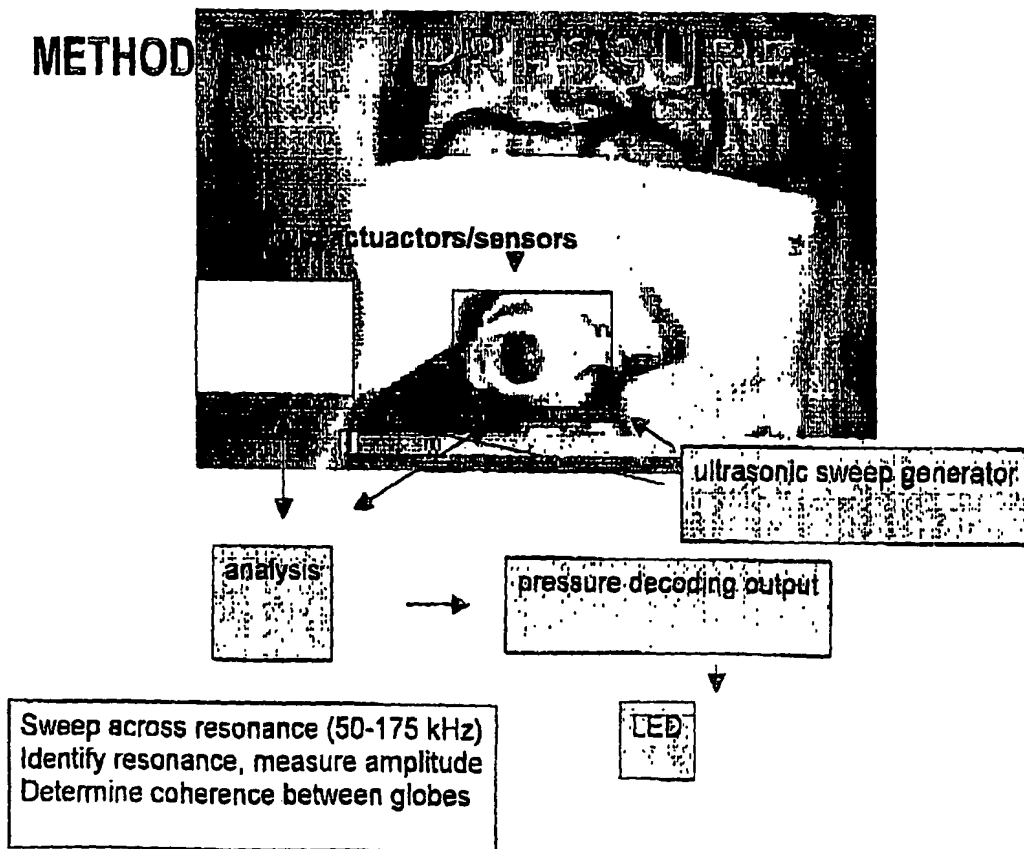 METHOD
PRESSURE
actuactors/sensors
ultrasonic sweep generator
analysis
pressure decoding output
LED
Sweep across resonance (50-175 kHz)
Identify resonance, measure amplitude
Determine coherence between globes